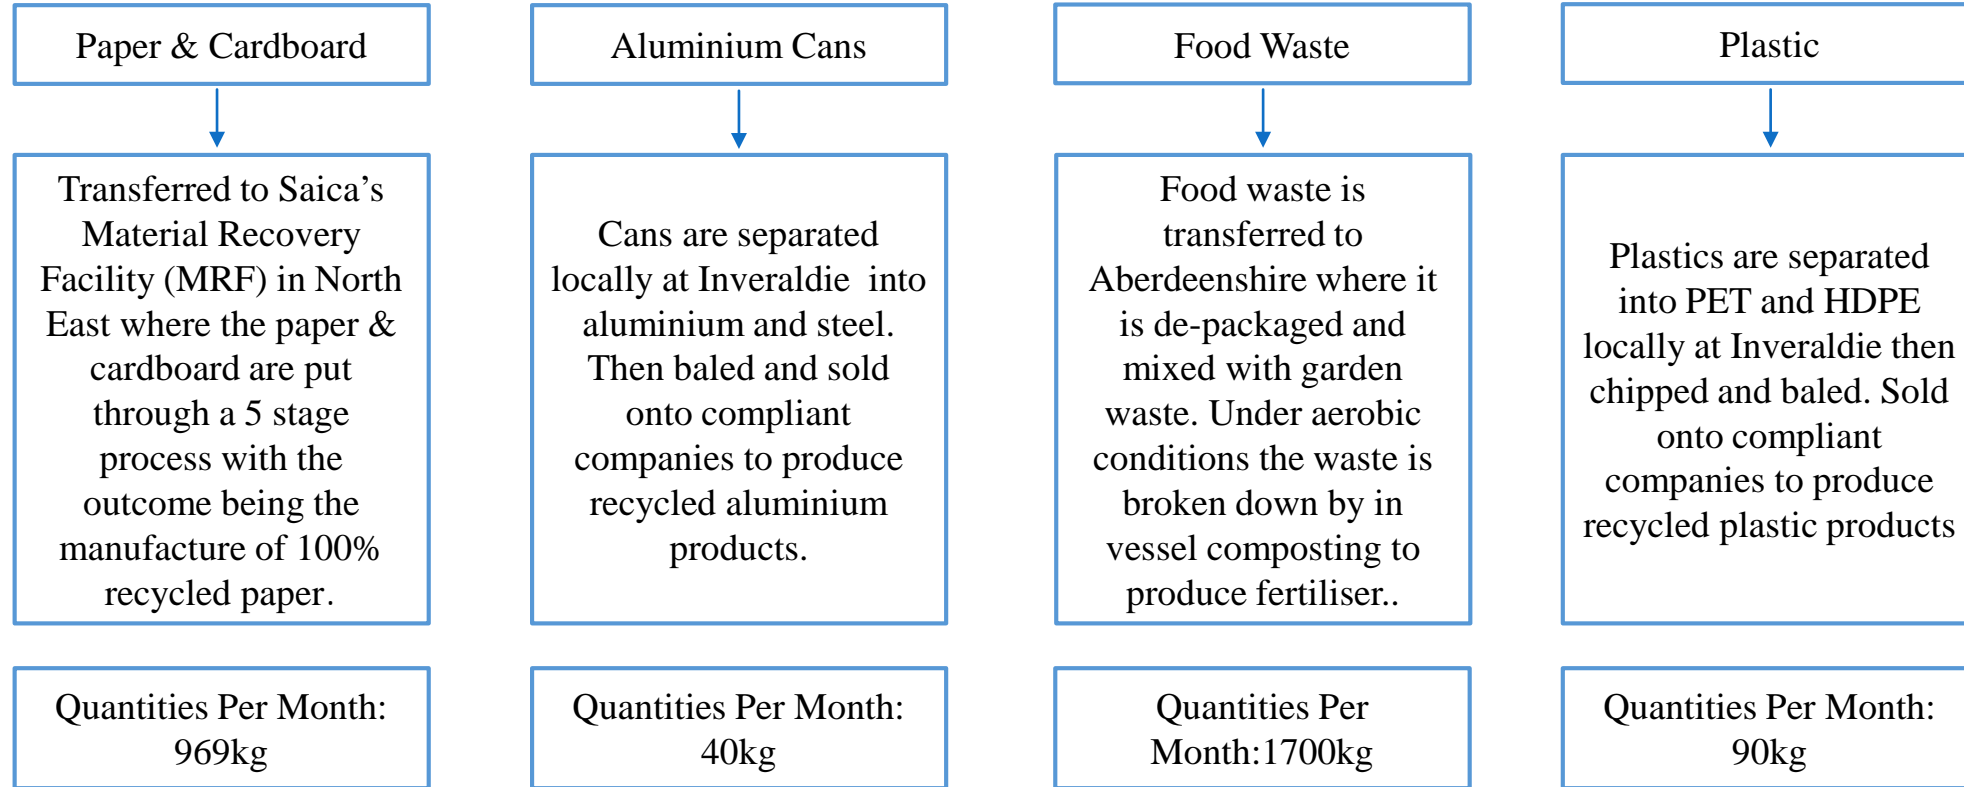 Paper & Cardboard
Transferred to Saica’s
Material Recovery
Facility (MRF) in North
East where the paper &
cardboard are put
through a 5 stage
process with the
outcome being the
manufacture of 100%
recycled paper.
Quantities Per Month:
969kg
Aluminium Cans
Cans are separated
locally at Inveraldie  into
aluminium and steel.
Then baled and sold
onto compliant
companies to produce
recycled aluminium
products.
Quantities Per Month:
40kg
Food Waste
Food waste is
transferred to
Aberdeenshire where it
is de-packaged and
mixed with garden
waste. Under aerobic
conditions the waste is
broken down by in
vessel composting to
produce fertiliser..
Quantities Per
Month:1700kg
Plastic
Plastics are separated
into PET and HDPE
locally at Inveraldie then
chipped and baled. Sold
onto compliant
companies to produce
recycled plastic products
Quantities Per Month:
90kg